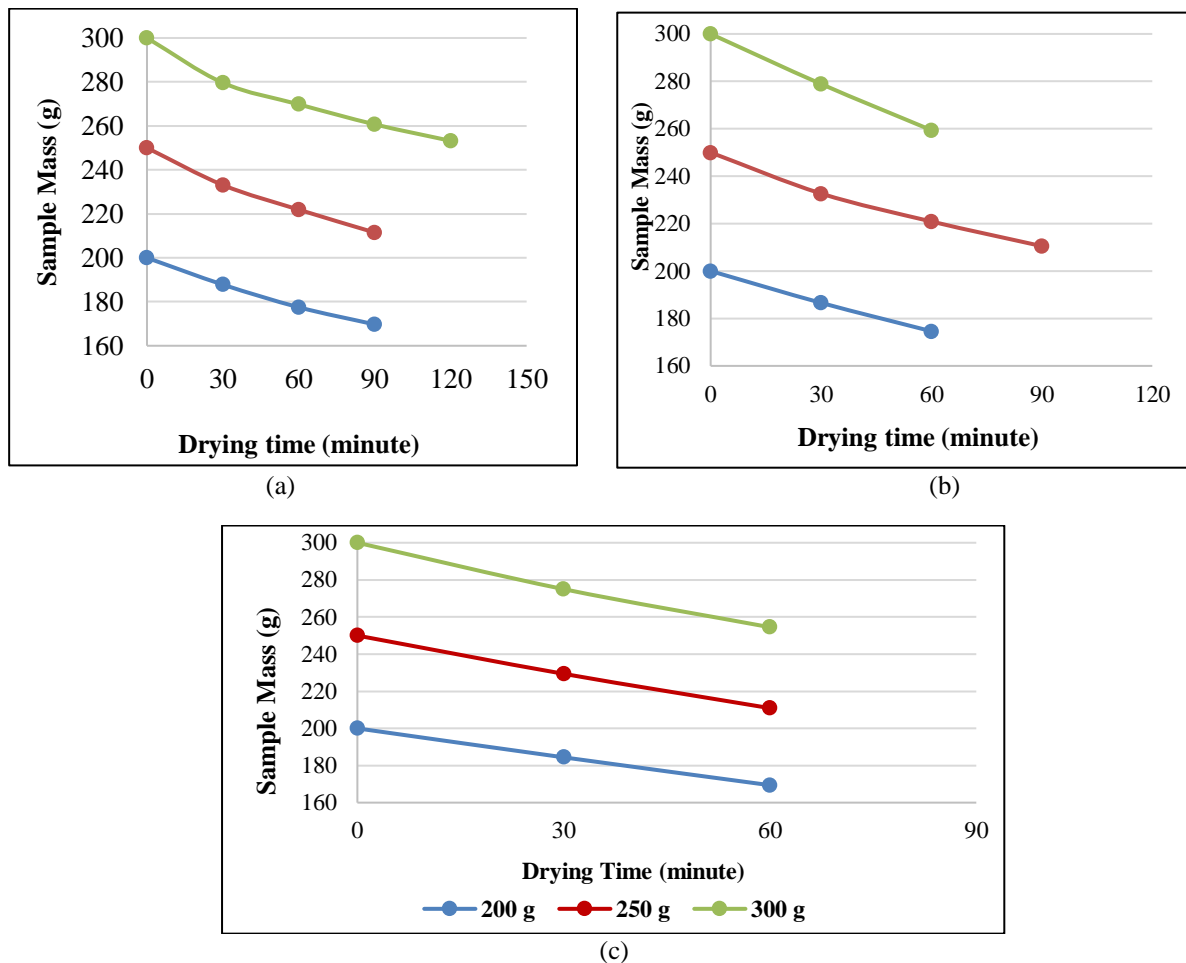 300
280
260
240
220
200
180
160
Sample Mass (g)
0 30 60 90 120 150
Drying time (minute)
(a)
300
280
260
240
220
200
180
160
Sample Mass (g)
0 30 60 90 120
Drying time (minute)
(b)
300
280
260
240
220
200
180
160
Sample Mass (g)
0 30 60 90
Drying Time (minute)
200 g 250 g 300 g
(c)